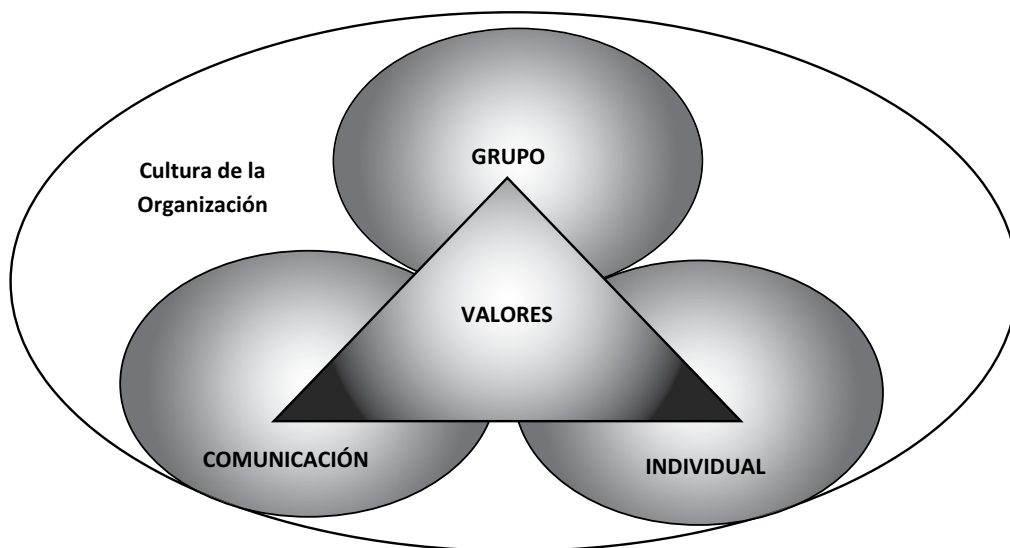 GRUPO
Cultura de la
Organización
VALORES
COMUNICACIÓN
INDIVIDUAL